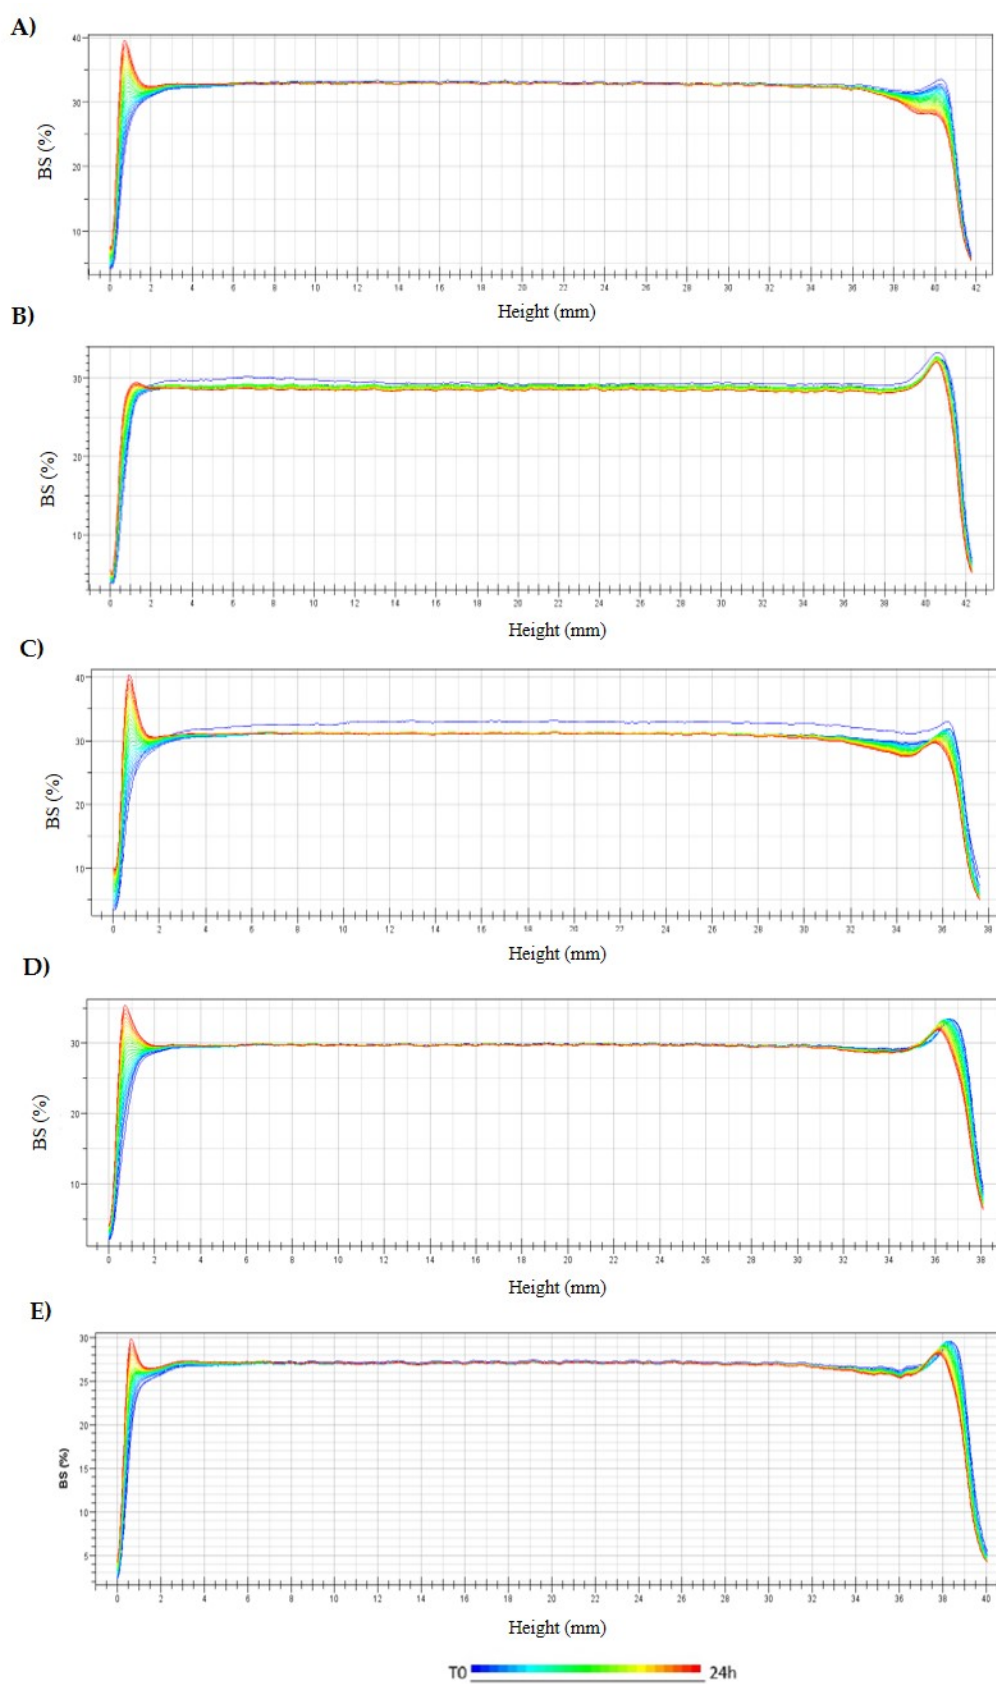 A)
40
30
20
10
BS (%)
0 2 4 6 8 10 12 14 16 18 20 22 24 26 28 30 32 34 36 38 40 42
Height (mm)
B)
30
20
10
BS (%)
0 2 4 6 8 10 12 14 16 18 20 22 24 26 28 30 32 34 36 38 40 42
Height (mm)
C)
40
30
20
10
BS (%)
0 2 4 6 8 10 12 14 16 18 20 22 24 26 28 30 32 34 36 38
Height (mm)
D)
30
20
10
BS (%)
0 2 4 6 8 10 12 14 16 18 20 22 24 26 28 30 32 34 36 38
Height (mm)
E)
30
25
20
15
10
5
BS (%)
0 2 4 6 8 10 12 14 16 18 20 22 24 26 28 30 32 34 36 38 40
Height (mm)
T0 24h